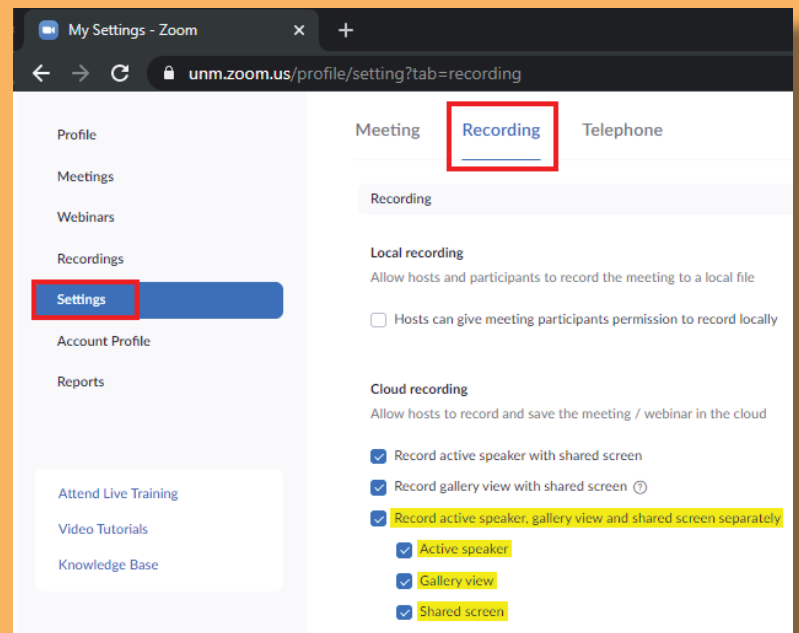 My Settings - Zoom
unm.zoom.us/profile/setting?tab=recording
Profile
Meetings
Webinars
Recordings
Settings
Account Profile
Reports
Attend Live Training
Video Tutorials
Knowledge Base
Meeting Recording Telephone
Recording
Local recording
Allow hosts and participants to record the meeting to a local file
Hosts can give meeting participants permission to record locally
Cloud recording
Allow hosts to record and save the meeting / webinar in the cloud
Record active speaker with shared screen
Record gallery view with shared screen
Record active speaker, gallery view and shared screen separately
Active speaker
Gallery view
Shared screen